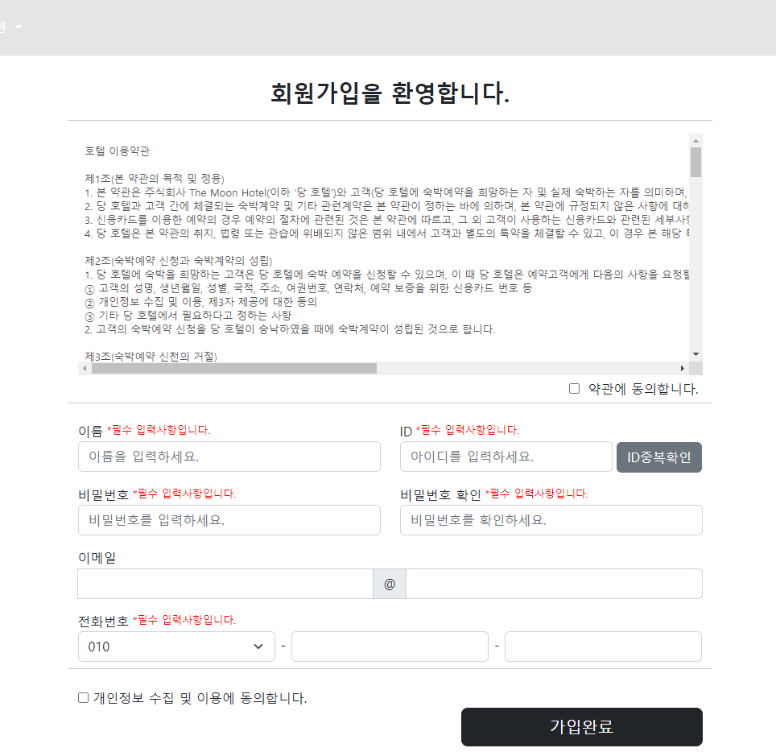 회원가입을 환영합니다.
호텔 이용약관
제1조(본 약관의 목적 및 정용)
1. 본 약관은 주식회사 The Moon Hotel(이하 '당 호텔')와 고객(당 호텔에 숙박예약을 희망하는 자 및 실제 숙박하는 자를 의미하며,
2. 당 호텔과 고객 간에 체결되는 숙박계약 및 기타 관련계약은 본 약관이 정하는 바에 의하며, 본 약관에 규정되지 않은 사항에 대해
3. 신용카드를 이용한 예약의 경우 예약의 절차에 관련된 것은 본 약관에 따르고, 그 외 고객이 사용하는 신용카드와 관련된 세부사항
4. 당 호텔은 본 약관의 취지, 법령 또는 관습에 위배되지 않은 범위 내에서 고객과 별도의 특약을 체결할 수 있고, 이 경우 본 해당
제2조(숙박예약 신청과 숙박계약의 성립)
1. 당 호텔에 숙박을 희망하는 고객은 당 호텔에 숙박 예약을 신청할 수 있으며, 이 때 당 호텔은 예약고객에게 다음의 사항을 요청할
① 고객의 성명, 생년월일, 성별, 국적, 주소, 여권번호, 연락처, 예약 보증을 위한 신용카드 번호 등
② 개인정보 수집 및 이용, 제3자 제공에 대한 동의
③ 기타 당 호텔에서 필요하다고 정하는 사항
2. 고객의 숙박예약 신청을 당 호텔이 승낙하였을 때에 숙박계약이 성립된 것으로 합니다.
제3조(숙박예약 신청의 거절)
약관에 동의합니다.
이름 *필수 입력사항입니다.
ID *필수 입력사항입니다.
이름을 입력하세요.
아이디를 입력하세요.
ID중복확인
비밀번호 *필수 입력사항입니다.
비밀번호 확인 *필수 입력사항입니다.
비밀번호를 입력하세요.
비밀번호를 확인하세요.
이메일
@
전화번호 *필수 입력사항입니다.
010 - -
개인정보 수집 및 이용에 동의합니다.
가입완료